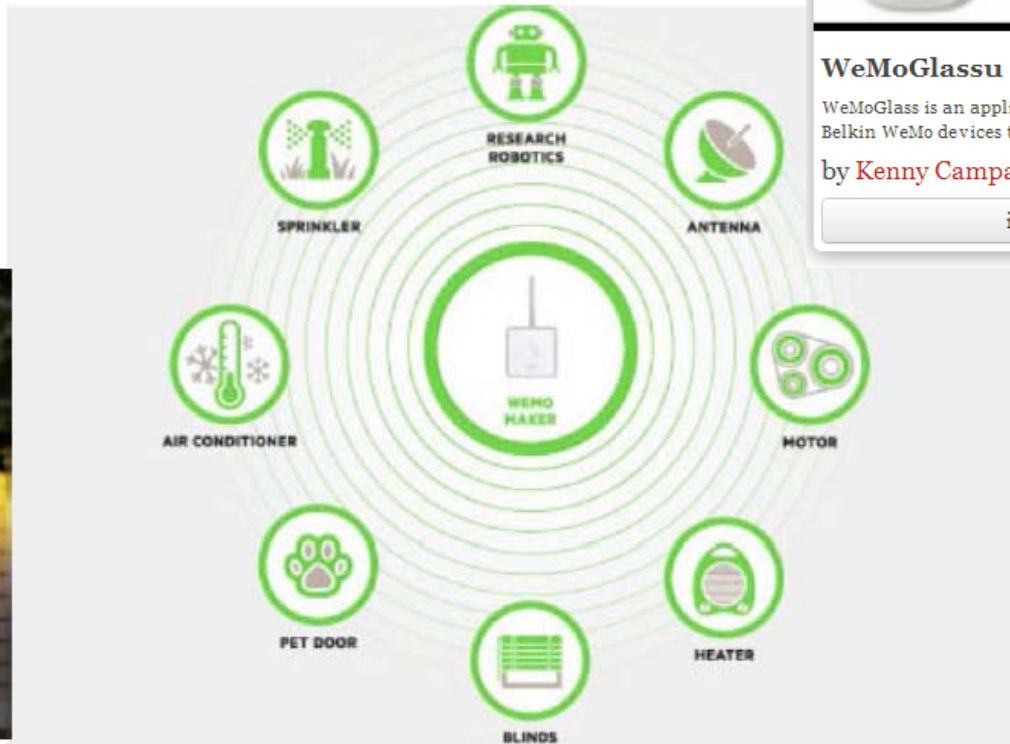 WeMoGlassu
WeMoGlass is an appl
Belkin WeMo devices t
by Kenny Campa
RESEARCH
ROBOTICS
SPRINKLER
ANTENNA
WEMO
MAKER
AIR CONDITIONER
MOTOR
PET DOOR
HEATER
BLINDS